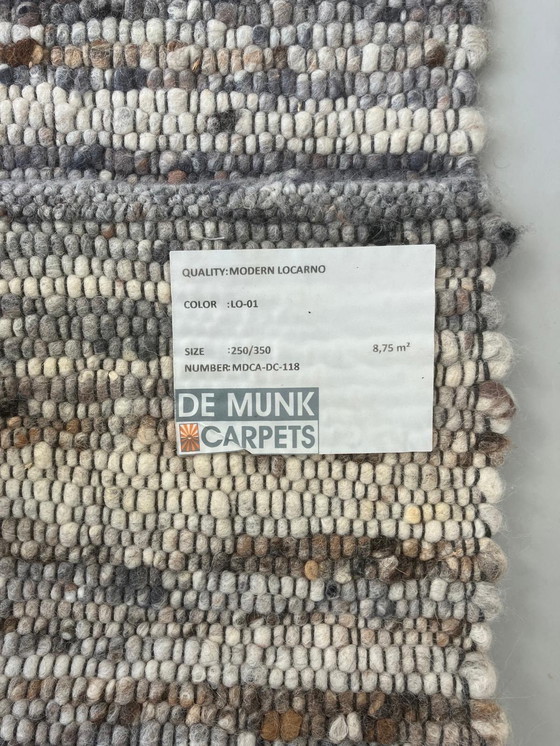 QUALITY:MODERN LOCARNO
COLOR :LO-01
SIZE :250/350 8,75 m²
NUMBER:MDCA-DC-118
DE MUNK
CARPETS